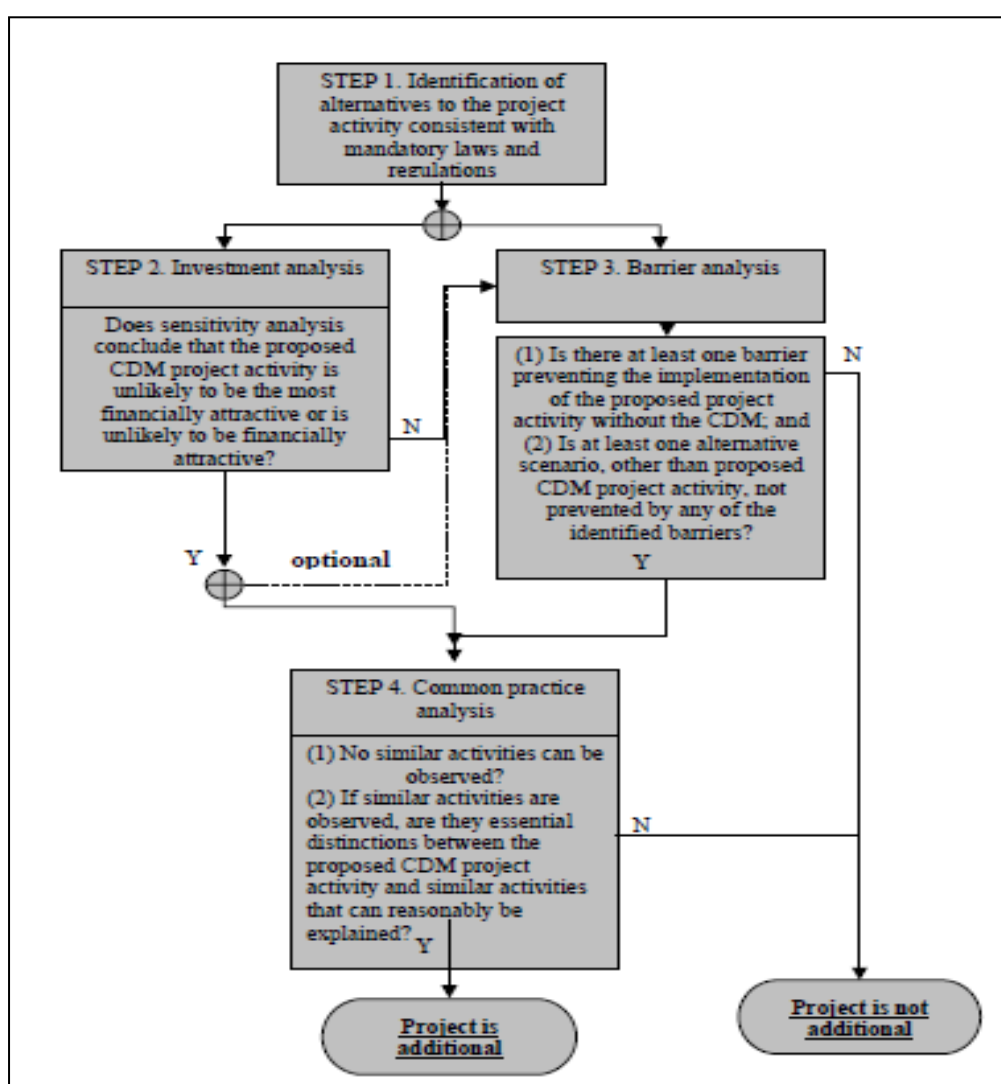 STEP 1. Identification of
alternatives to the project
activity consistent with
mandatory laws and
regulations
STEP 2. Investment analysis
Does sensitivity analysis
conclude that the proposed
CDM project activity is
unlikely to be the most
financially attractive or is
unlikely to be financially
attractive?
N
Y
optional
STEP 3. Barrier analysis
(1) Is there at least one barrier
preventing the implementation
of the proposed project
activity without the CDM; and
(2) Is at least one alternative
scenario, other than proposed
CDM project activity, not
prevented by any of the
identified barriers?
Y
N
STEP 4. Common practice
analysis
(1) No similar activities can be
observed?
(2) If similar activities are
observed, are they essential
distinctions between the
proposed CDM project
activity and similar activities
that can reasonably be
explained?
Y
N
Project is
additional
Project is not
additional